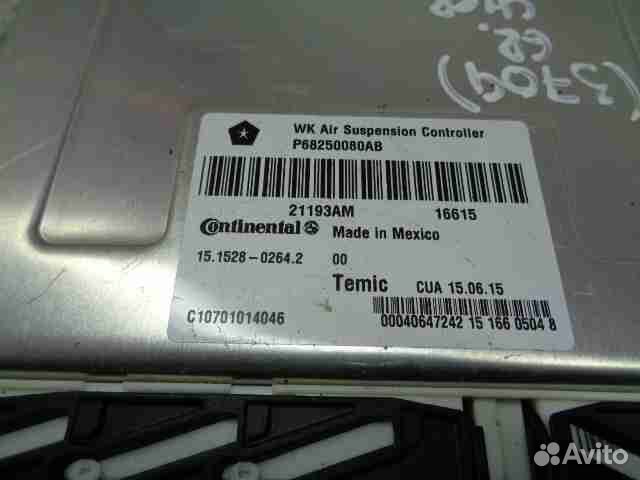 WK Air Suspension Controller
P68250080AB
21193AM 16615
Continental Made in Mexico
15.1528-0264.2 00
Temic CUA 15.06.15
C10701014046 00040647242 15 166 0504 8
(3709)
Avito